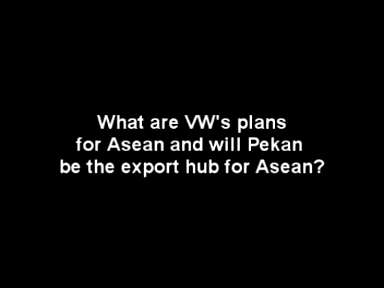 What are VW's plans
for Asean and will Pekan
be the export hub for Asean?